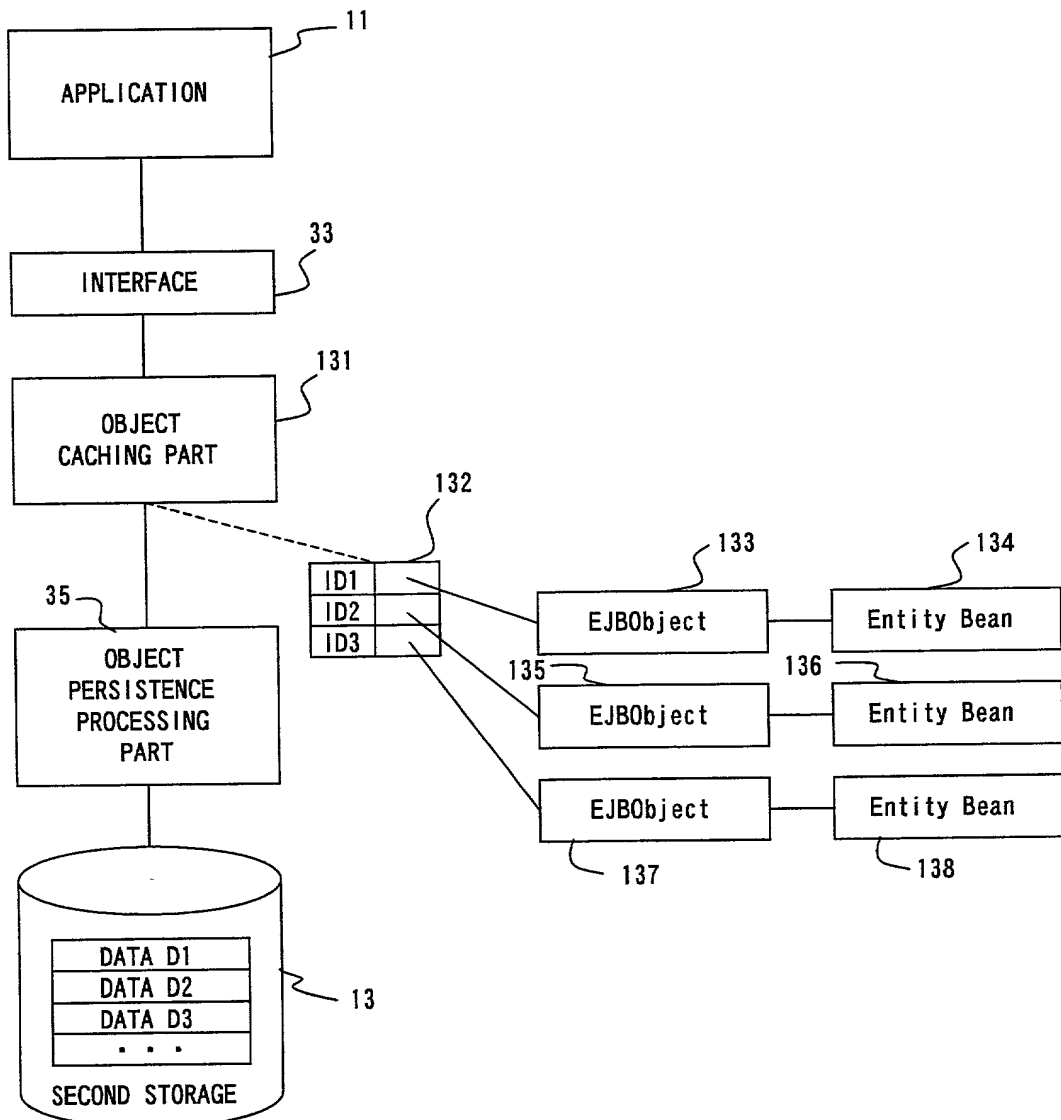 11
APPLICATION
33
INTERFACE
131
OBJECT
CACHING PART
132
133
134
ID1
ID2
ID3
EJBObject
Entity Bean
135
136
EJBObject
Entity Bean
EJBObject
Entity Bean
137
138
35
OBJECT
PERSISTENCE
PROCESSING
PART
DATA D1
DATA D2
DATA D3
· · ·
13
SECOND STORAGE